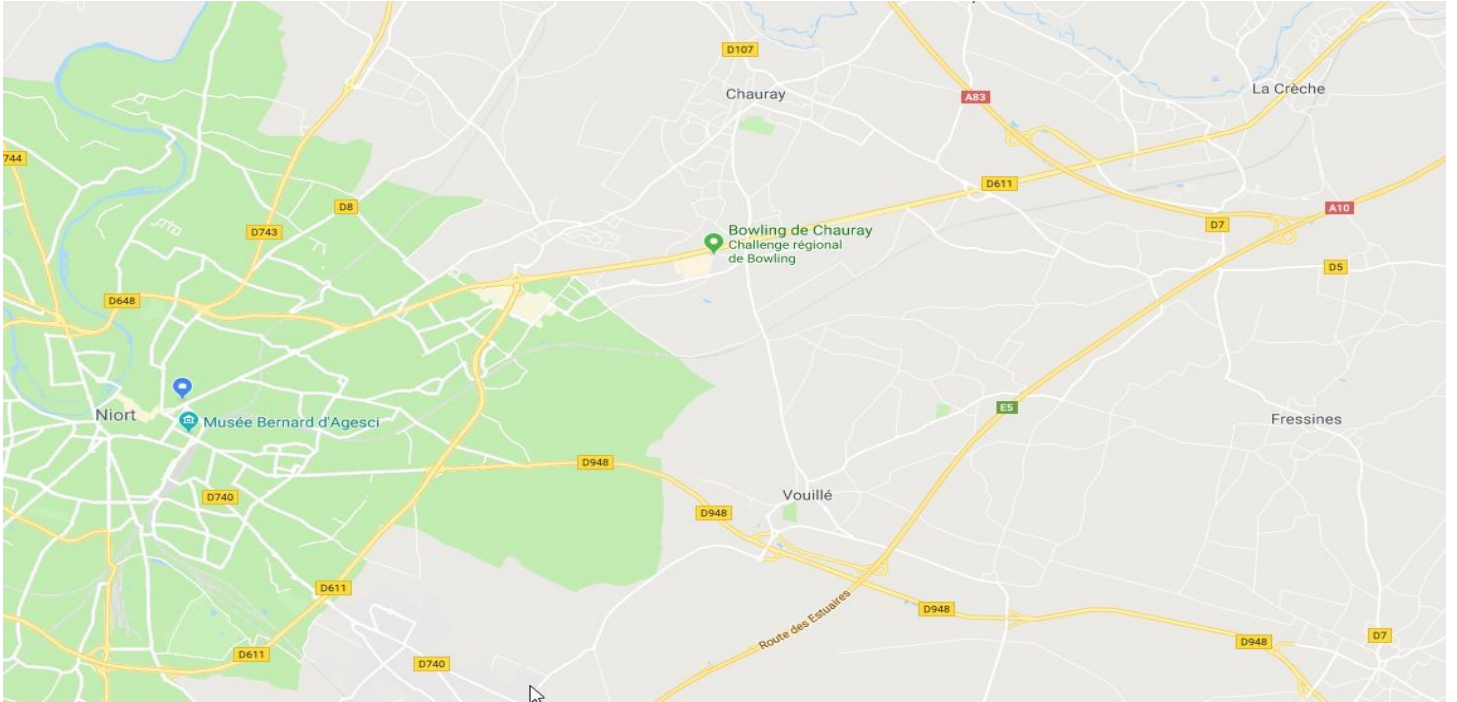 D107
Chauray
A83
La Crèche
744
D611
D8
A10
D743
D7
Bowling de Chauray
Challenge régional
de Bowling
D5
D648
E5
Niort
Musée Bernard d'Agesci
Fressines
D948
D740
Vouillé
D948
D611
Route des Estuaires
D948
D7
D948
D611
D740